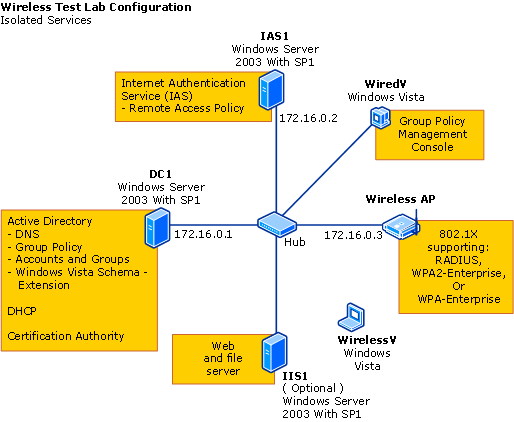 Wireless Test Lab Configuration
Isolated Services
IAS1
Windows Server
2003 With SP1
Internet Authentication
Service (IAS)
- Remote Access Policy
172.16.0.2
WiredV
Windows Vista
Group Policy
Management
Console
DC1
Windows Server
2003 With SP1
Active Directory
- DNS
- Group Policy
- Accounts and Groups
- Windows Vista Schema -
Extension
DHCP
Certification Authority
172.16.0.1
Hub
172.16.0.3
Wireless AP
802.1X
supporting:
RADIUS,
WPA2-Enterprise,
Or
WPA-Enterprise
WirelessV
Windows
Vista
Web
and file
server
IIS1
( Optional )
Windows Server
2003 With SP1